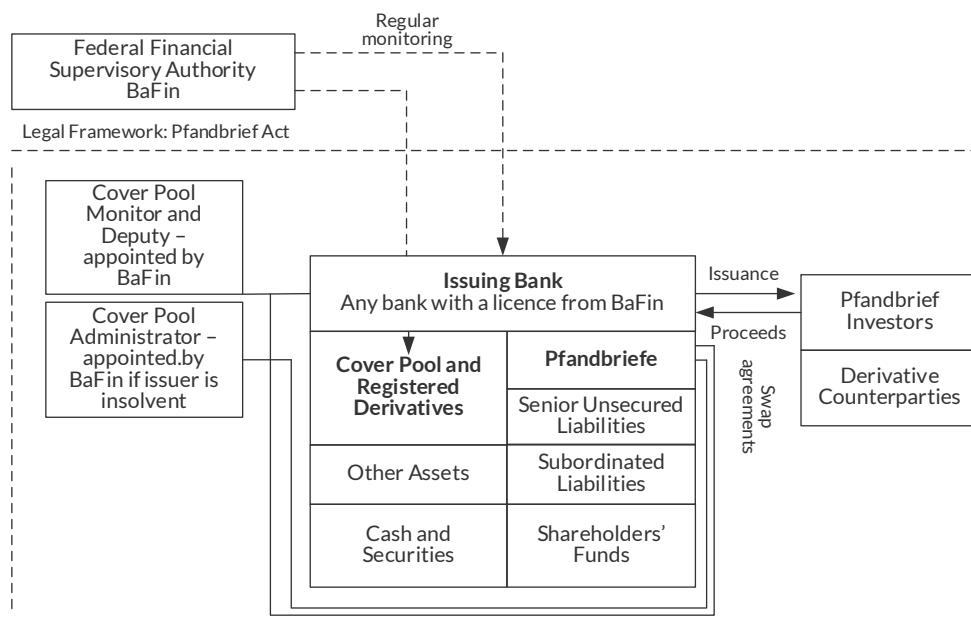 Regular
monitoring
Federal Financial
Supervisory Authority
BaFin
Legal Framework: Pfandbrief Act
Cover Pool
Monitor and
Deputy –
appointed by
BaFin
Cover Pool
Administrator –
appointed.by
BaFin if issuer is
insolvent
Issuing Bank
Any bank with a licence from BaFin
Cover Pool and
Registered
Derivatives
Other Assets
Cash and
Securities
Pfandbriefe
Senior Unsecured
Liabilities
Subordinated
Liabilities
Shareholders’
Funds
Issuance
Proceeds
Swap
agreements
Pfandbrief
Investors
Derivative
Counterparties